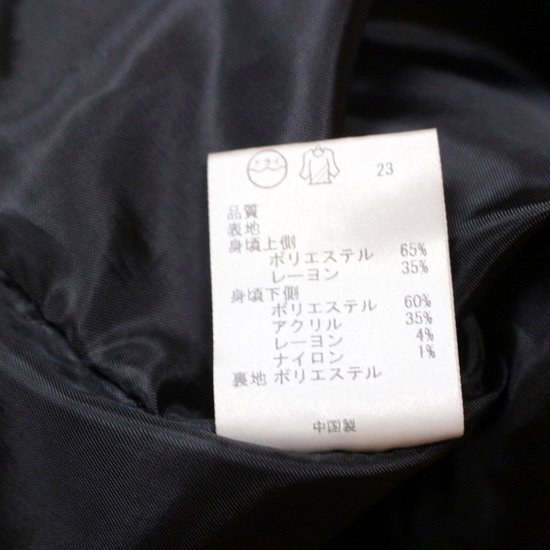 ドライ
23
品質
表地
身頃上側
ポリエステル 65%
レーヨン 35%
身頃下側
ポリエステル 60%
アクリル 35%
レーヨン 4%
ナイロン 1%
裏地 ポリエステル
中国製